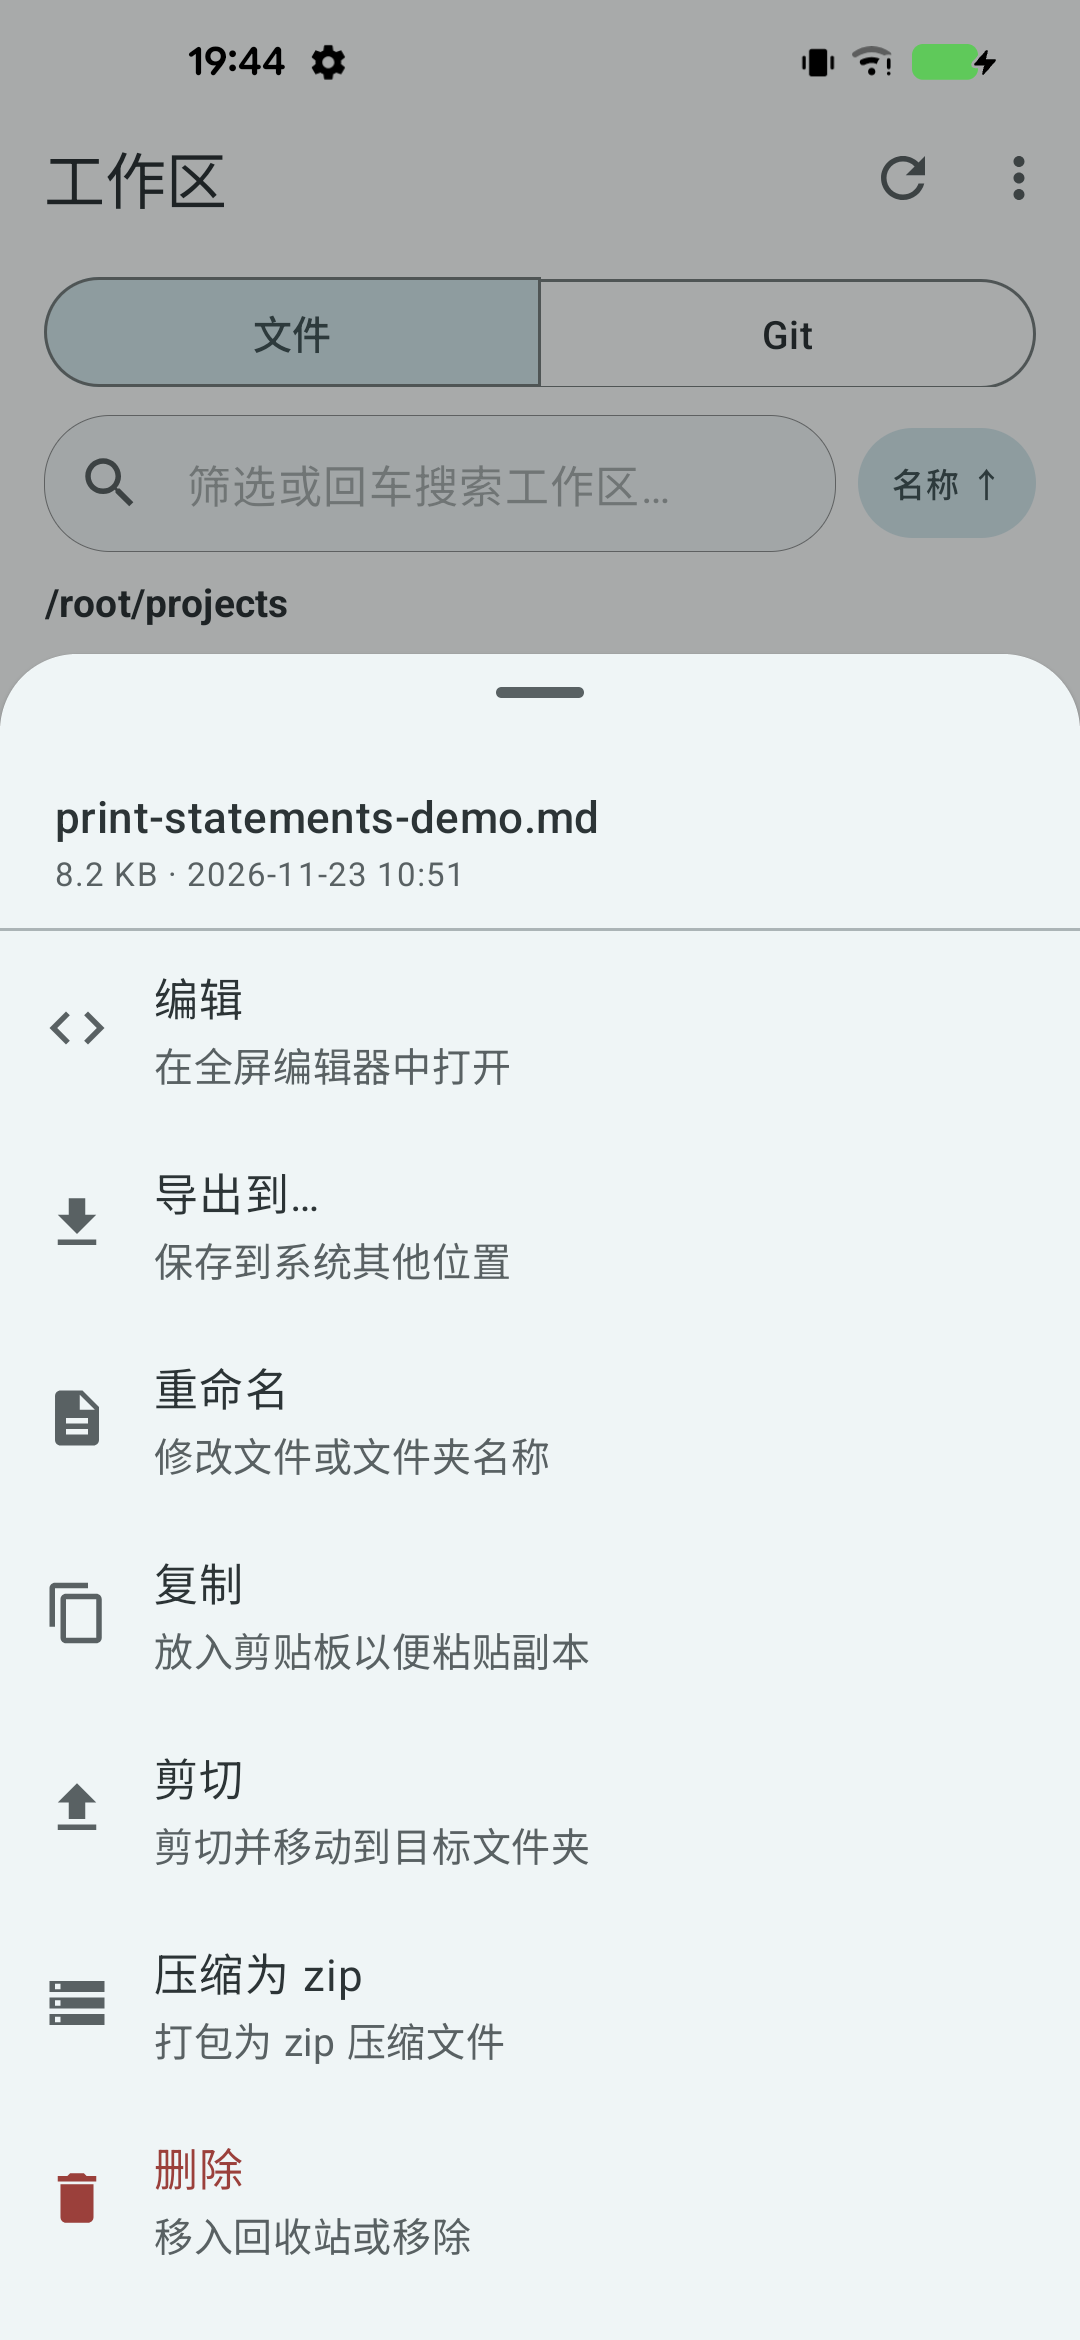 19:44
工作区
文件
Git
筛选或回车搜索工作区...
名称 ↑
/root/projects
print-statements-demo.md
8.2 KB · 2026-11-23 10:51
编辑
在全屏编辑器中打开
导出到...
保存到系统其他位置
重命名
修改文件或文件夹名称
复制
放入剪贴板以便粘贴副本
剪切
剪切并移动到目标文件夹
压缩为 zip
打包为 zip 压缩文件
删除
移入回收站或移除